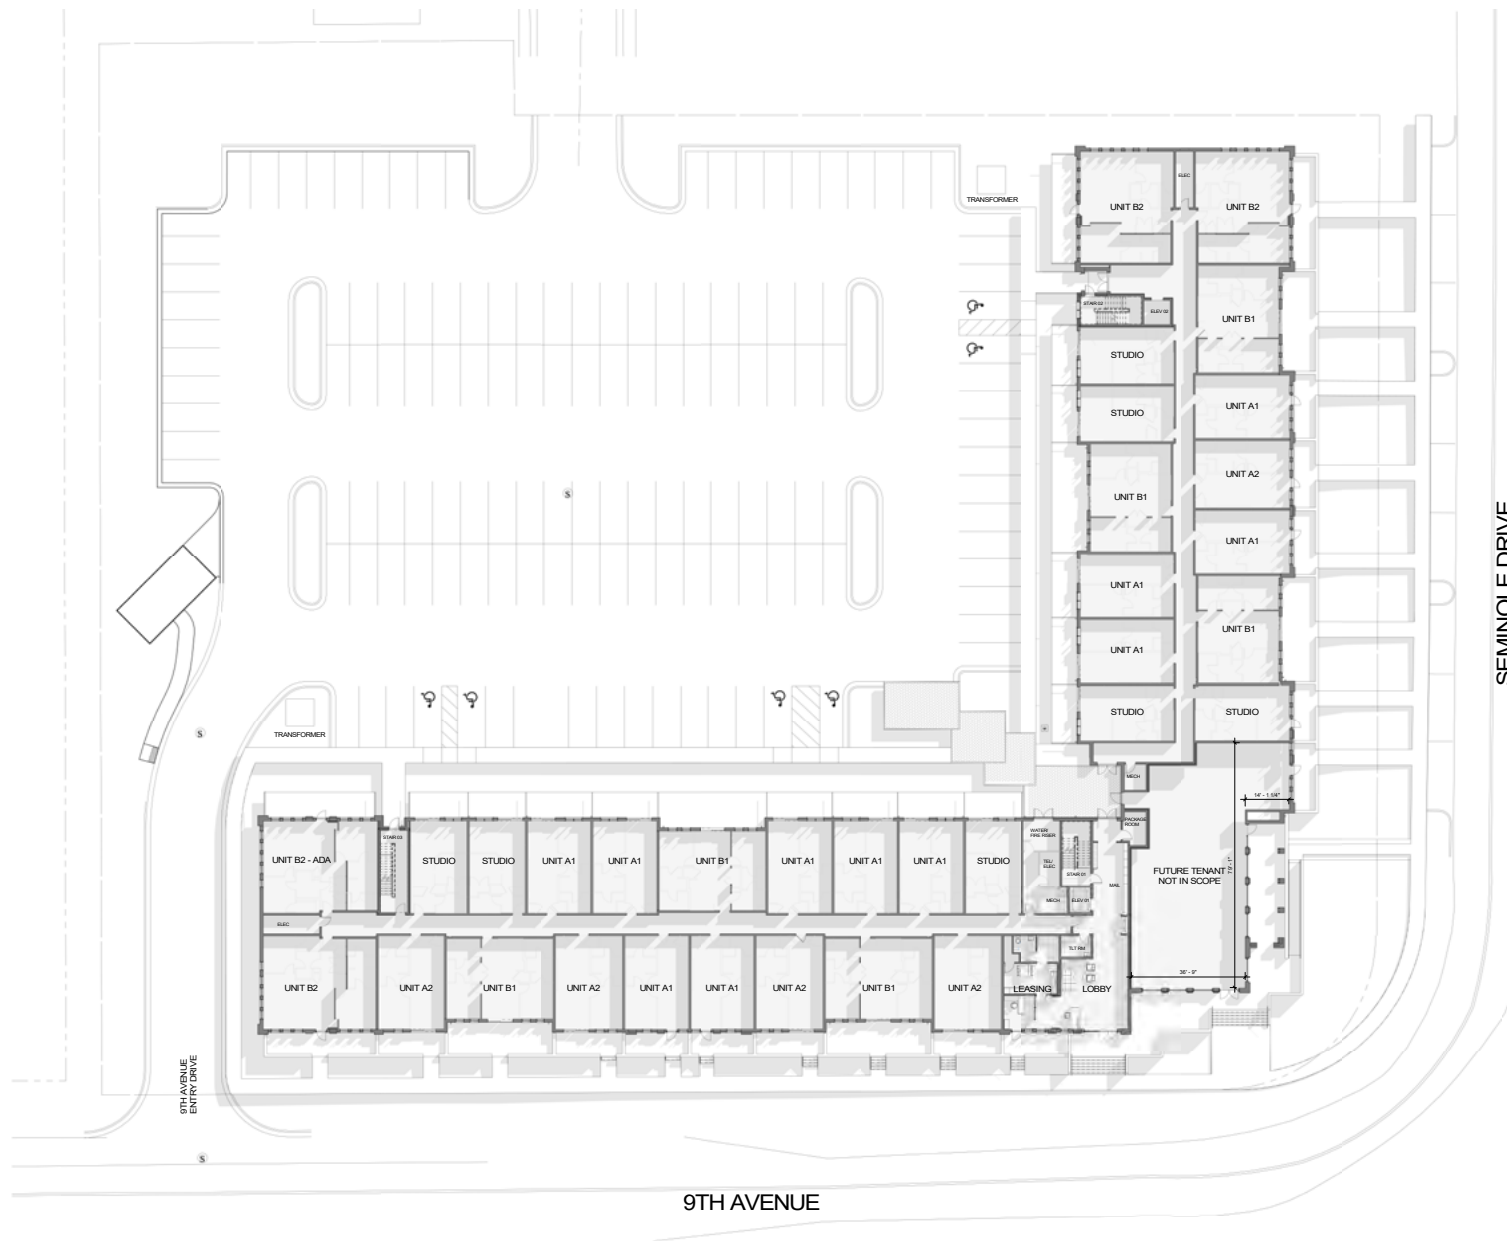 TRANSFORMER
UNIT B2
ELEC
UNIT B2
STAIR 02
ELEV 02
UNIT B1
STUDIO
STUDIO
UNIT A1
UNIT A2
UNIT B1
UNIT A1
UNIT A1
UNIT B1
UNIT A1
STUDIO
STUDIO
SEMINOLE DRIVE
S
S
TRANSFORMER
MECH
14' - 1 1/4"
PACKAGE
ROOM
UNIT B2 - ADA
STAIR 03
STUDIO
STUDIO
UNIT A1
UNIT A1
UNIT B1
UNIT A1
UNIT A1
UNIT A1
STUDIO
WATER/
FIRE RISER
TEL/
ELEC
STAIR 01
MECH
ELEV 01
MAIL
FUTURE TENANT
NOT IN SCOPE
ELEC
TLT RM
UNIT B2
UNIT A2
UNIT B1
UNIT A2
UNIT A1
UNIT A1
UNIT A2
UNIT B1
UNIT A2
LEASING
LOBBY
36' - 9"
9TH AVENUE
ENTRY DRIVE
S
9TH AVENUE